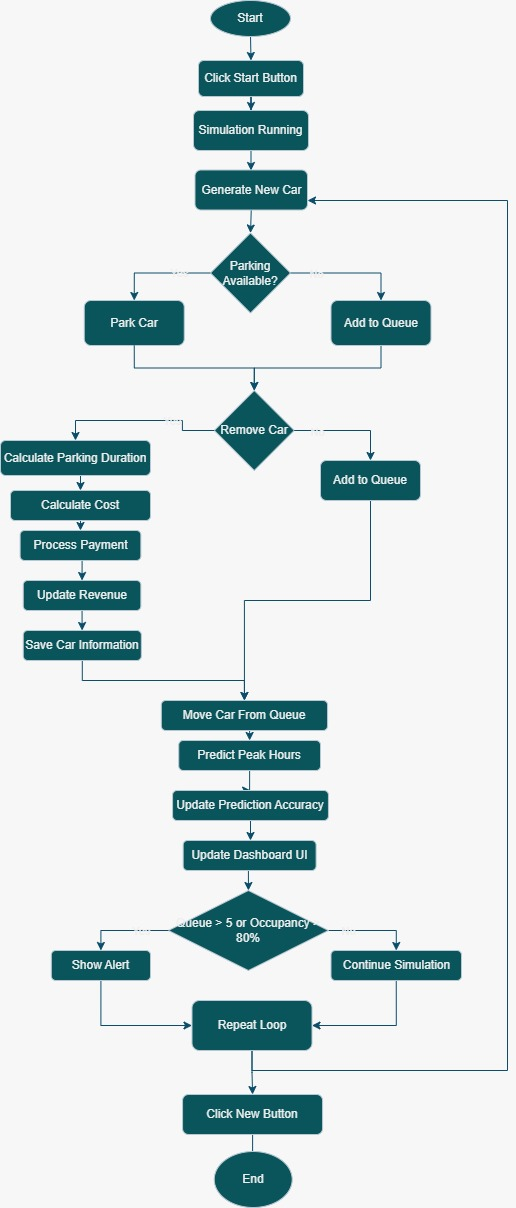 Start
Click Start Button
Simulation Running
Generate New Car
Parking
Available?
Park Car
Add to Queue
Remove Car
Calculate Parking Duration
Add to Queue
Calculate Cost
Process Payment
Update Revenue
Save Car Information
Move Car From Queue
Predict Peak Hours
Update Prediction Accuracy
Update Dashboard UI
Queue > 5 or Occupancy >
80%
Show Alert
Continue Simulation
Repeat Loop
Click New Button
End